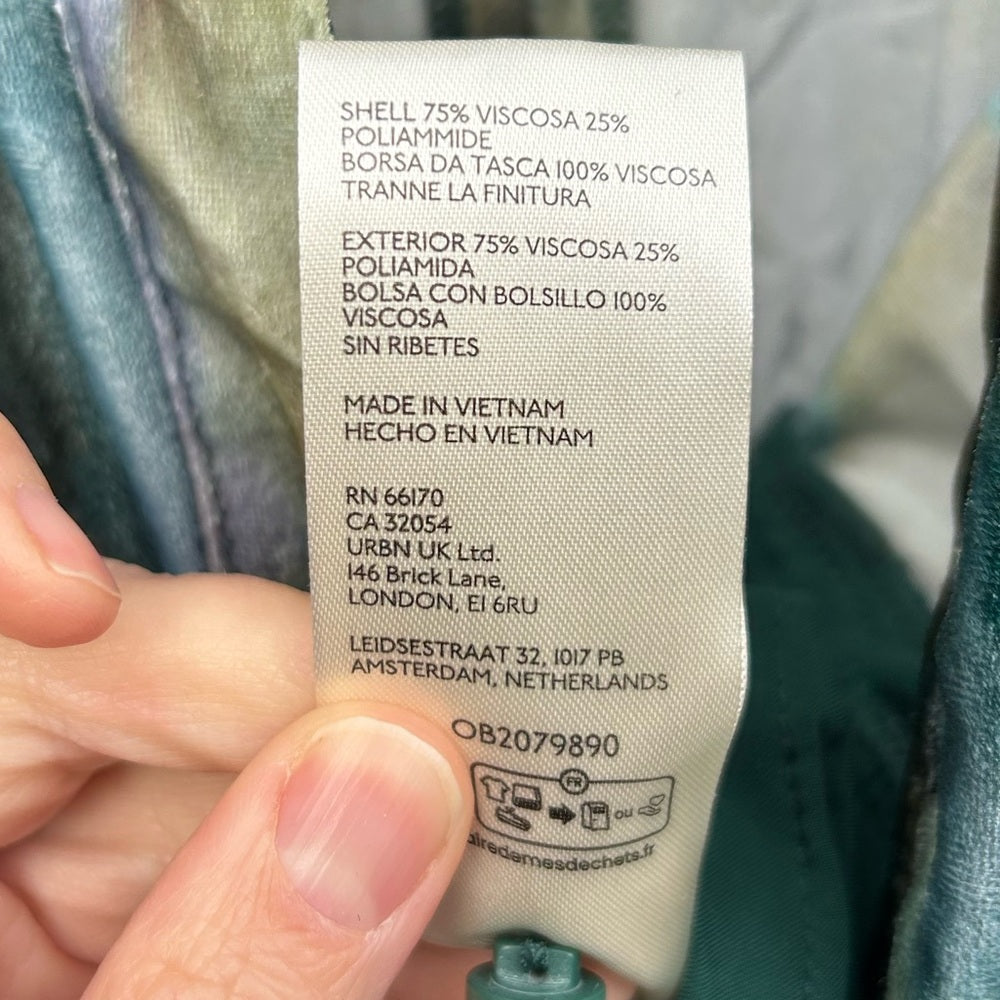 SHELL 75% VISCOSA 25%
POLIAMMIDE
BORSA DA TASCA 100% VISCOSA
TRANNE LA FINITURA
EXTERIOR 75% VISCOSA 25%
POLIAMIDA
BOLSA CON BOLSILLO 100%
VISCOSA
SIN RIBETES
MADE IN VIETNAM
HECHO EN VIETNAM
RN 66170
CA 32054
URBN UK Ltd.
146 Brick Lane,
LONDON, E1 6RU
LEIDSESTRAAT 32, 1017 PB
AMSTERDAM, NETHERLANDS
OB2079890
FR
ou
airedemesdechets.fr